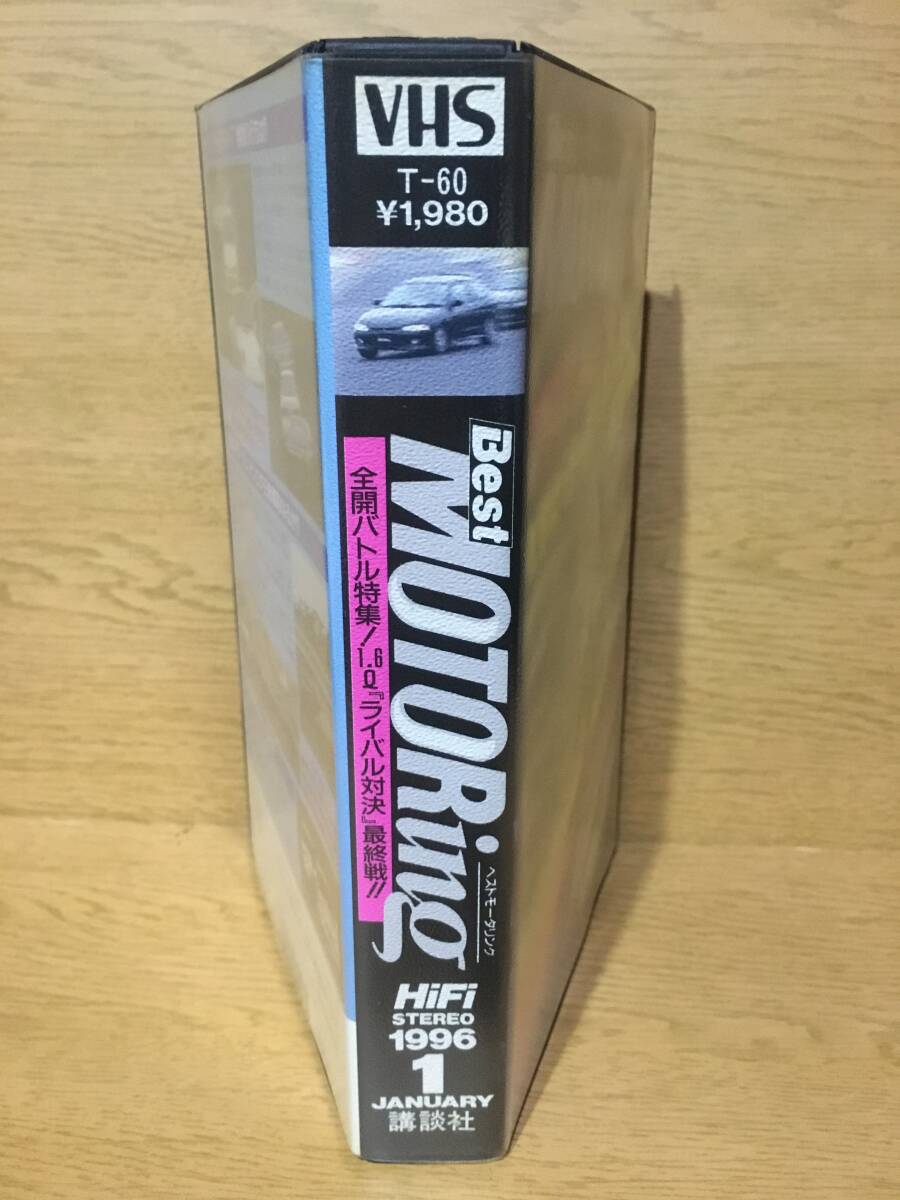 VHS
T-60
¥1,980
Best
MOTORing
ベストモータリング
全開バトル特集!1.6ℓ『ライバル対決』最終戦!!
HiFi
STEREO
1996
1
JANUARY
講談社